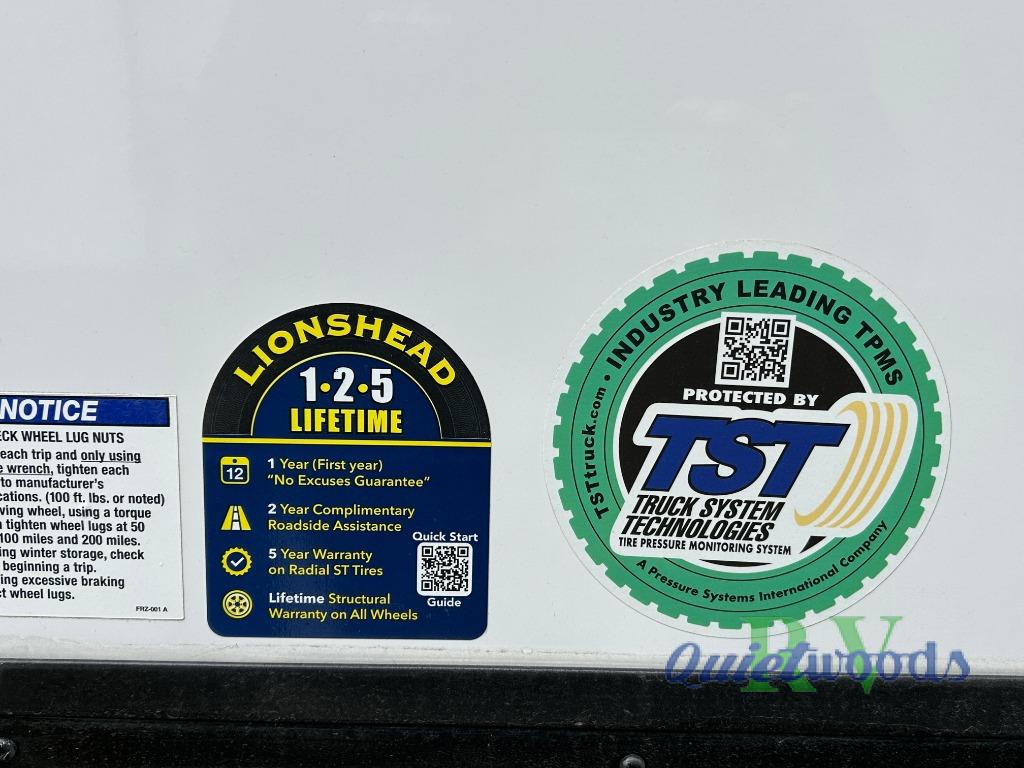 NOTICE
ECK WHEEL LUG NUTS
each trip and only using
e wrench, tighten each
to manufacturer's
cations. (100 ft. lbs. or noted)
ving wheel, using a torque
tighten wheel lugs at 50
100 miles and 200 miles.
ing winter storage, check
beginning a trip.
ing excessive braking
ct wheel lugs.
FRZ-001 A
LIONSHEAD
1•2•5
LIFETIME
12
1 Year (First year)
“No Excuses Guarantee”
2 Year Complimentary
Roadside Assistance
5 Year Warranty
on Radial ST Tires
Lifetime Structural
Warranty on All Wheels
Quick Start
Guide
TSTtruck.com • INDUSTRY LEADING TPMS
PROTECTED BY
TST
TRUCK SYSTEM
TECHNOLOGIES
TIRE PRESSURE MONITORING SYSTEM
A Pressure Systems International Company
Quietwoods
RV